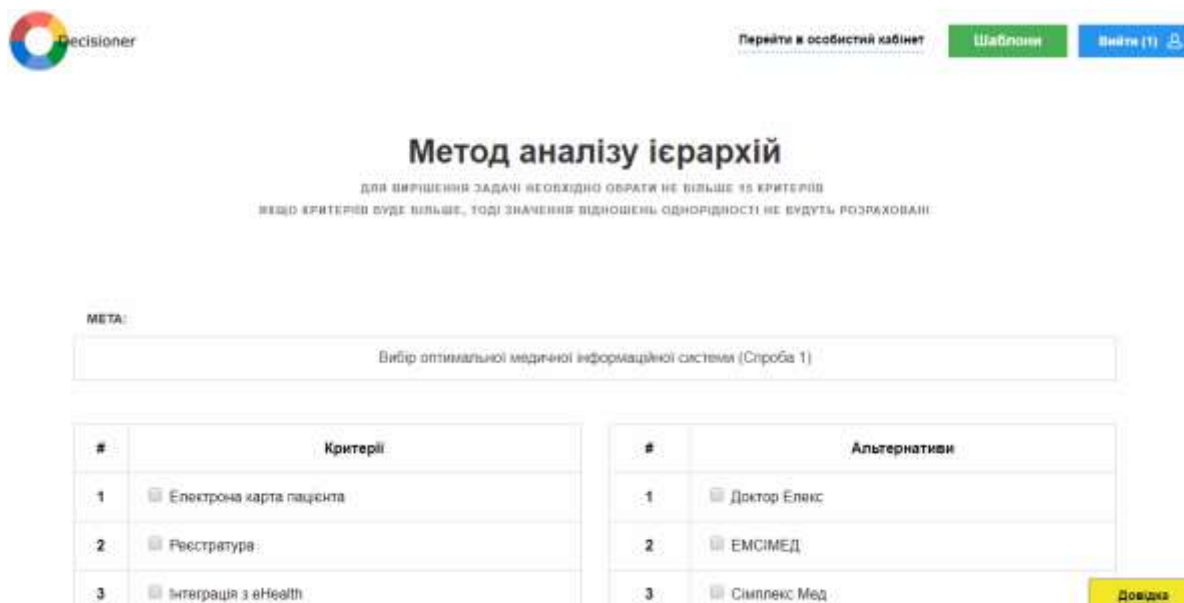 Decisioner
Перейти в особистий кабінет
Шаблони
Вийти (1)
Метод аналізу ієрархій
ДЛЯ ВИРІШЕННЯ ЗАДАЧІ НЕОБХІДНО ОБРАТИ НЕ БІЛЬШЕ 15 КРИТЕРІЇВ
ЯКЩО КРИТЕРІЇВ БУДЕ БІЛЬШЕ, ТОДІ ЗНАЧЕННЯ ВІДНОШЕНЬ ОДНОРІДНОСТІ НЕ БУДУТЬ РОЗРАХОВАНІ
МЕТА:
Вибір оптимальної медичної інформаційної системи (Спроба 1)
# Критерії # Альтернативи
1 Електрона карта пацієнта 1 Доктор Елекс
2 Реєстратура 2 ЕМСІМЕД
3 Інтеграція з eHealth 3 Сімплекс Мед
Довідка